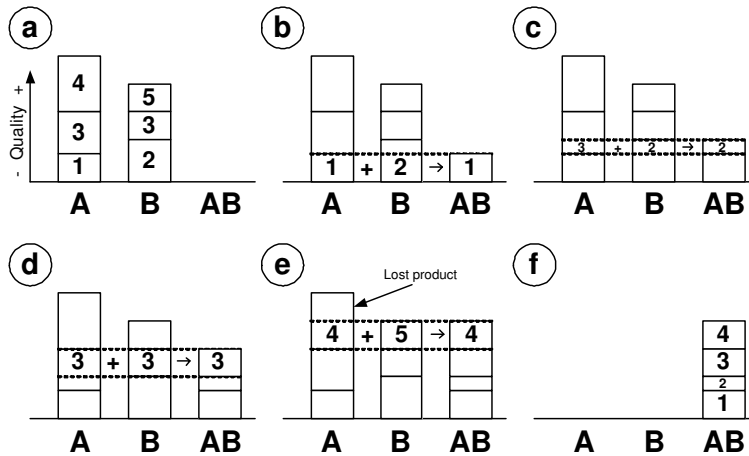 a
b
c
- Quality +
4
3
1
5
3
2
1 + 2 → 1
3 + 2 → 2
A B AB
A B AB
A B AB
d
e
f
Lost product
3 + 3 → 3
4 + 5 → 4
4
3
2
1
A B AB
A B AB
A B AB